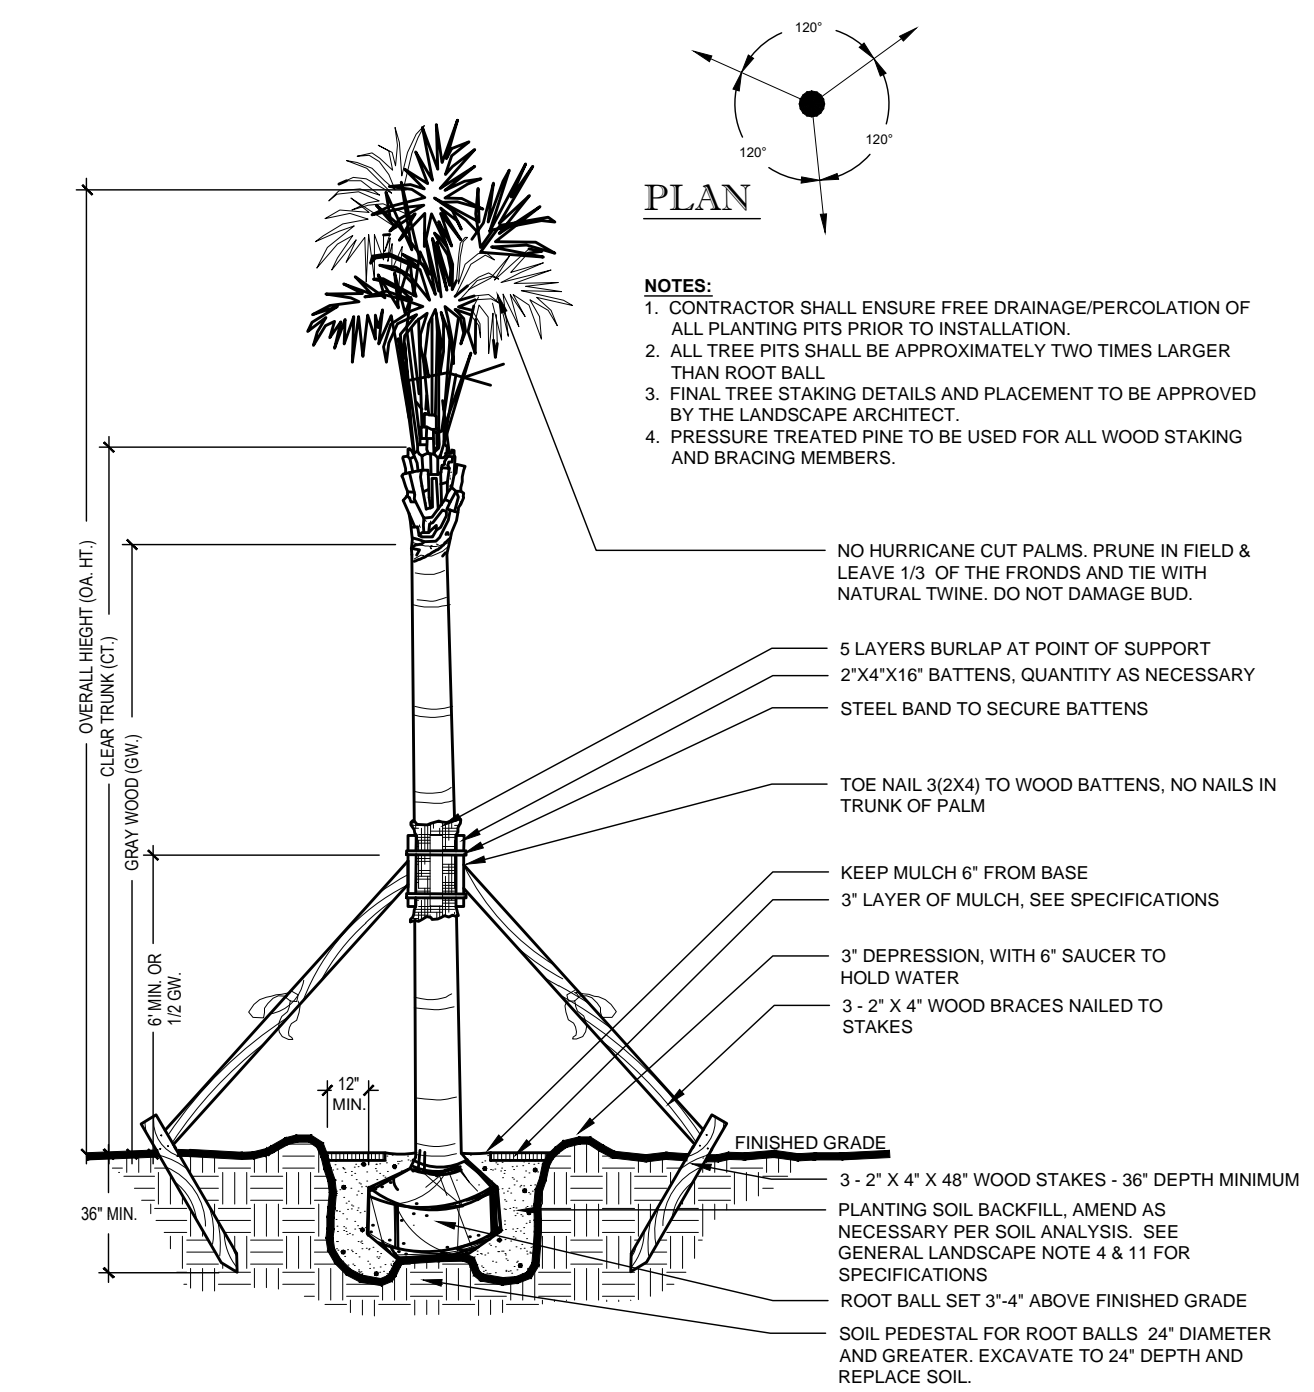 120°
120°
120°
PLAN
NOTES:
1. CONTRACTOR SHALL ENSURE FREE DRAINAGE/PERCOLATION OF
ALL PLANTING PITS PRIOR TO INSTALLATION.
2. ALL TREE PITS SHALL BE APPROXIMATELY TWO TIMES LARGER
THAN ROOT BALL
3. FINAL TREE STAKING DETAILS AND PLACEMENT TO BE APPROVED
BY THE LANDSCAPE ARCHITECT.
4. PRESSURE TREATED PINE TO BE USED FOR ALL WOOD STAKING
AND BRACING MEMBERS.
NO HURRICANE CUT PALMS. PRUNE IN FIELD &
LEAVE 1/3 OF THE FRONDS AND TIE WITH
NATURAL TWINE. DO NOT DAMAGE BUD.
5 LAYERS BURLAP AT POINT OF SUPPORT
2"X4"X16" BATTENS, QUANTITY AS NECESSARY
STEEL BAND TO SECURE BATTENS
TOE NAIL 3(2X4) TO WOOD BATTENS, NO NAILS IN
TRUNK OF PALM
KEEP MULCH 6" FROM BASE
3" LAYER OF MULCH, SEE SPECIFICATIONS
3" DEPRESSION, WITH 6" SAUCER TO
HOLD WATER
3 - 2" X 4" WOOD BRACES NAILED TO
STAKES
FINISHED GRADE
3 - 2" X 4" X 48" WOOD STAKES - 36" DEPTH MINIMUM
PLANTING SOIL BACKFILL, AMEND AS
NECESSARY PER SOIL ANALYSIS. SEE
GENERAL LANDSCAPE NOTE 4 & 11 FOR
SPECIFICATIONS
ROOT BALL SET 3"-4" ABOVE FINISHED GRADE
SOIL PEDESTAL FOR ROOT BALLS 24" DIAMETER
AND GREATER. EXCAVATE TO 24" DEPTH AND
REPLACE SOIL.
OVERALL HIEGHT (OA. HT.)
CLEAR TRUNK (CT.)
GRAY WOOD (GW.)
6' MIN. OR
1/2 GW.
12"
MIN.
36" MIN.